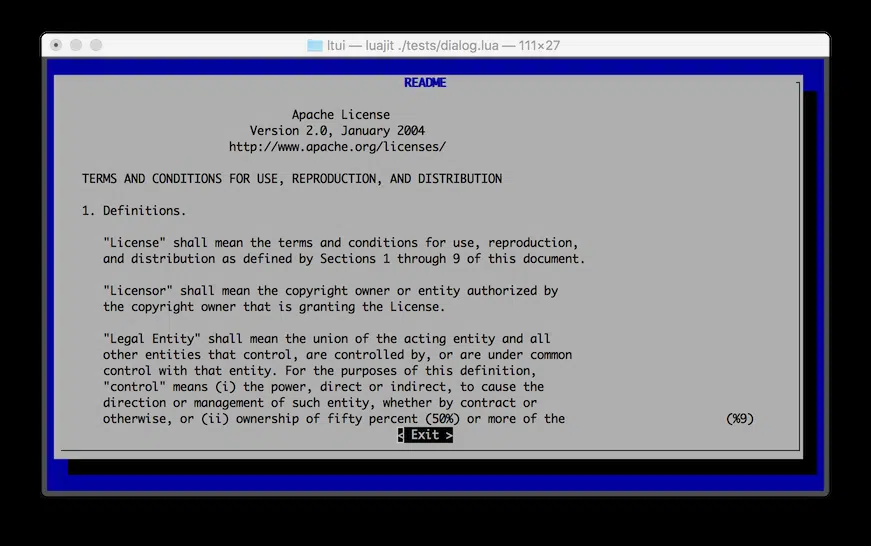 ltui — luajit ./tests/dialog.lua — 111×27
README
Apache License
Version 2.0, January 2004
http://www.apache.org/licenses/
TERMS AND CONDITIONS FOR USE, REPRODUCTION, AND DISTRIBUTION
1. Definitions.
"License" shall mean the terms and conditions for use, reproduction,
and distribution as defined by Sections 1 through 9 of this document.
"Licensor" shall mean the copyright owner or entity authorized by
the copyright owner that is granting the License.
"Legal Entity" shall mean the union of the acting entity and all
other entities that control, are controlled by, or are under common
control with that entity. For the purposes of this definition,
"control" means (i) the power, direct or indirect, to cause the
direction or management of such entity, whether by contract or
otherwise, or (ii) ownership of fifty percent (50%) or more of the (%9)
< Exit >